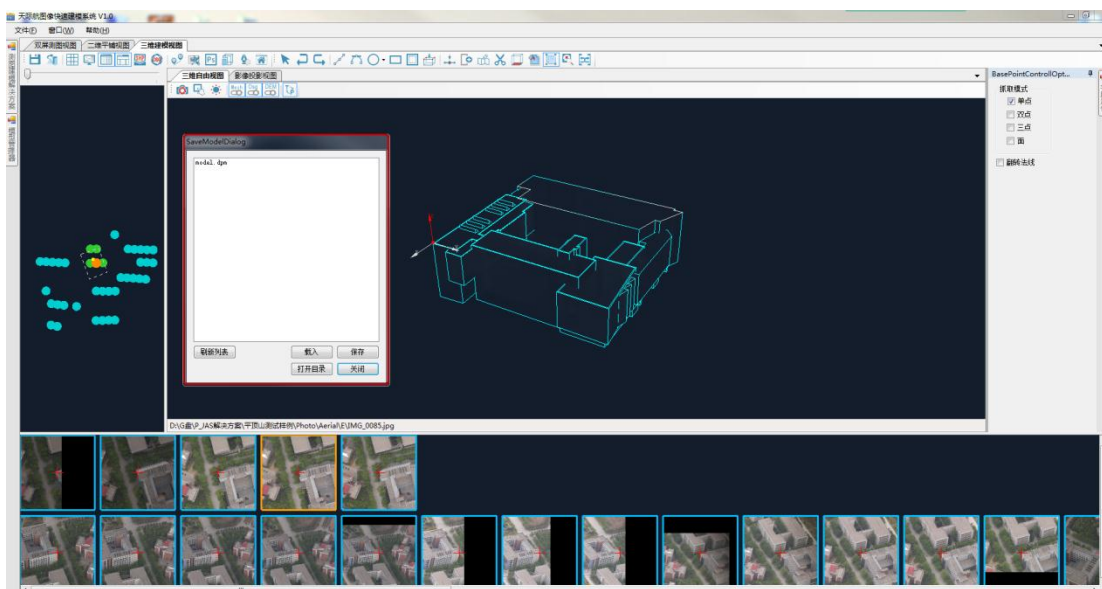 天际航图像快速建模系统 V1.0
文件(F) 窗口(W) 帮助(H)
双屏测图视图 二维平铺视图 三维建模视图
三维自由视图 影像投影视图
BasePointControllOpt...
抓取模式
单点
双点
三点
面
翻转法线
SaveModelDialog
model.dpm
刷新列表 载入 保存
打开目录 关闭
D:\G盘\P_JAS解决方案\平顶山测试样例\Photo\Aerial\E\IMG_0085.jpg